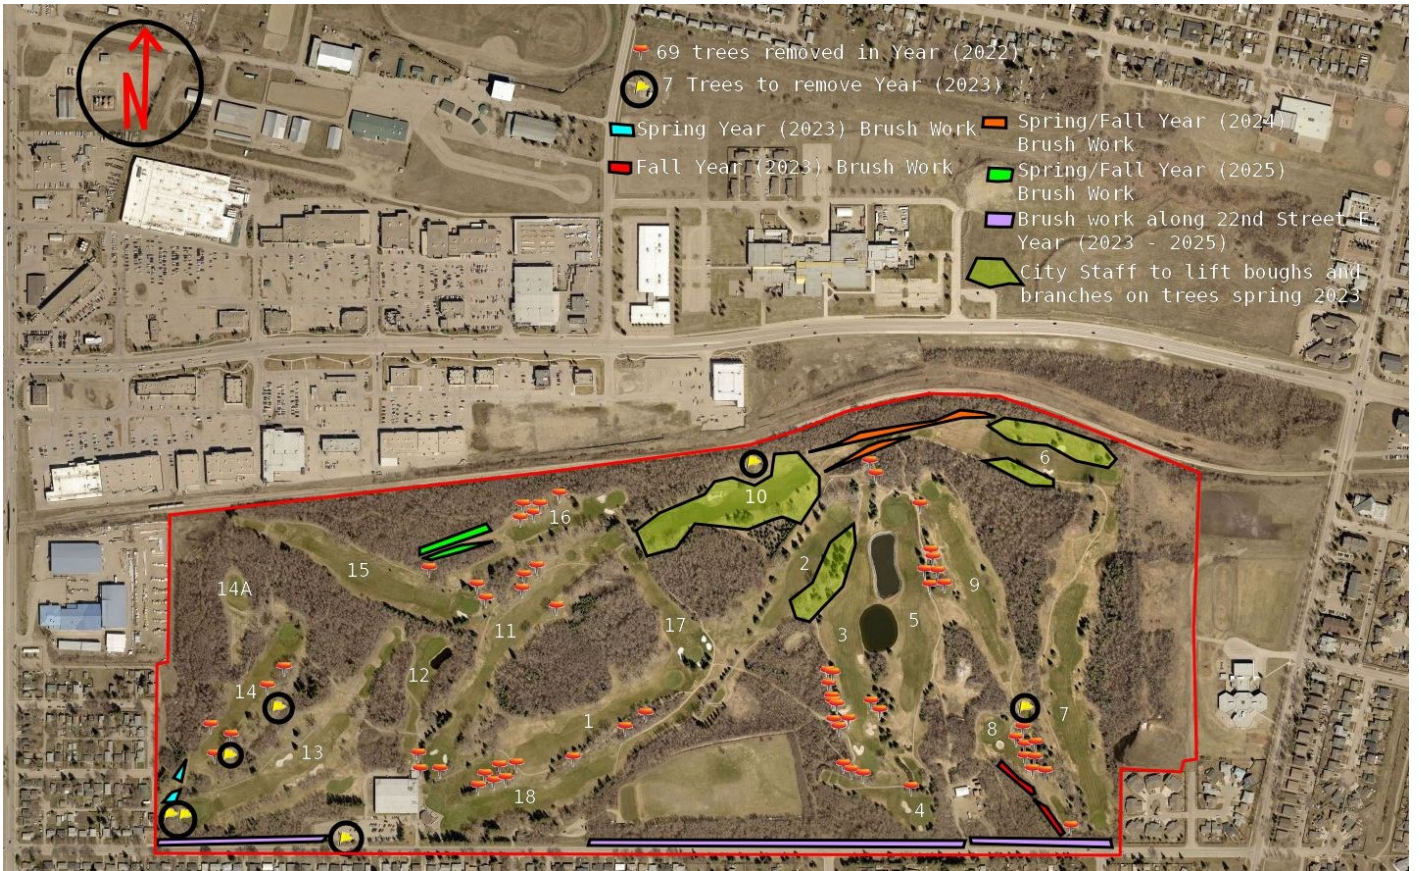 N
69 trees removed in Year (2022)
7 Trees to remove Year (2023)
Spring Year (2023) Brush Work
Fall Year (2023) Brush Work
Spring/Fall Year (2024)
Brush Work
Spring/Fall Year (2025)
Brush Work
Brush work along 22nd Street E
Year (2023 - 2025)
City Staff to lift boughs and
branches on trees spring 2023
6
10
16
2
15
14A
9
11
17
3
5
12
14
1
7
8
13
18
4